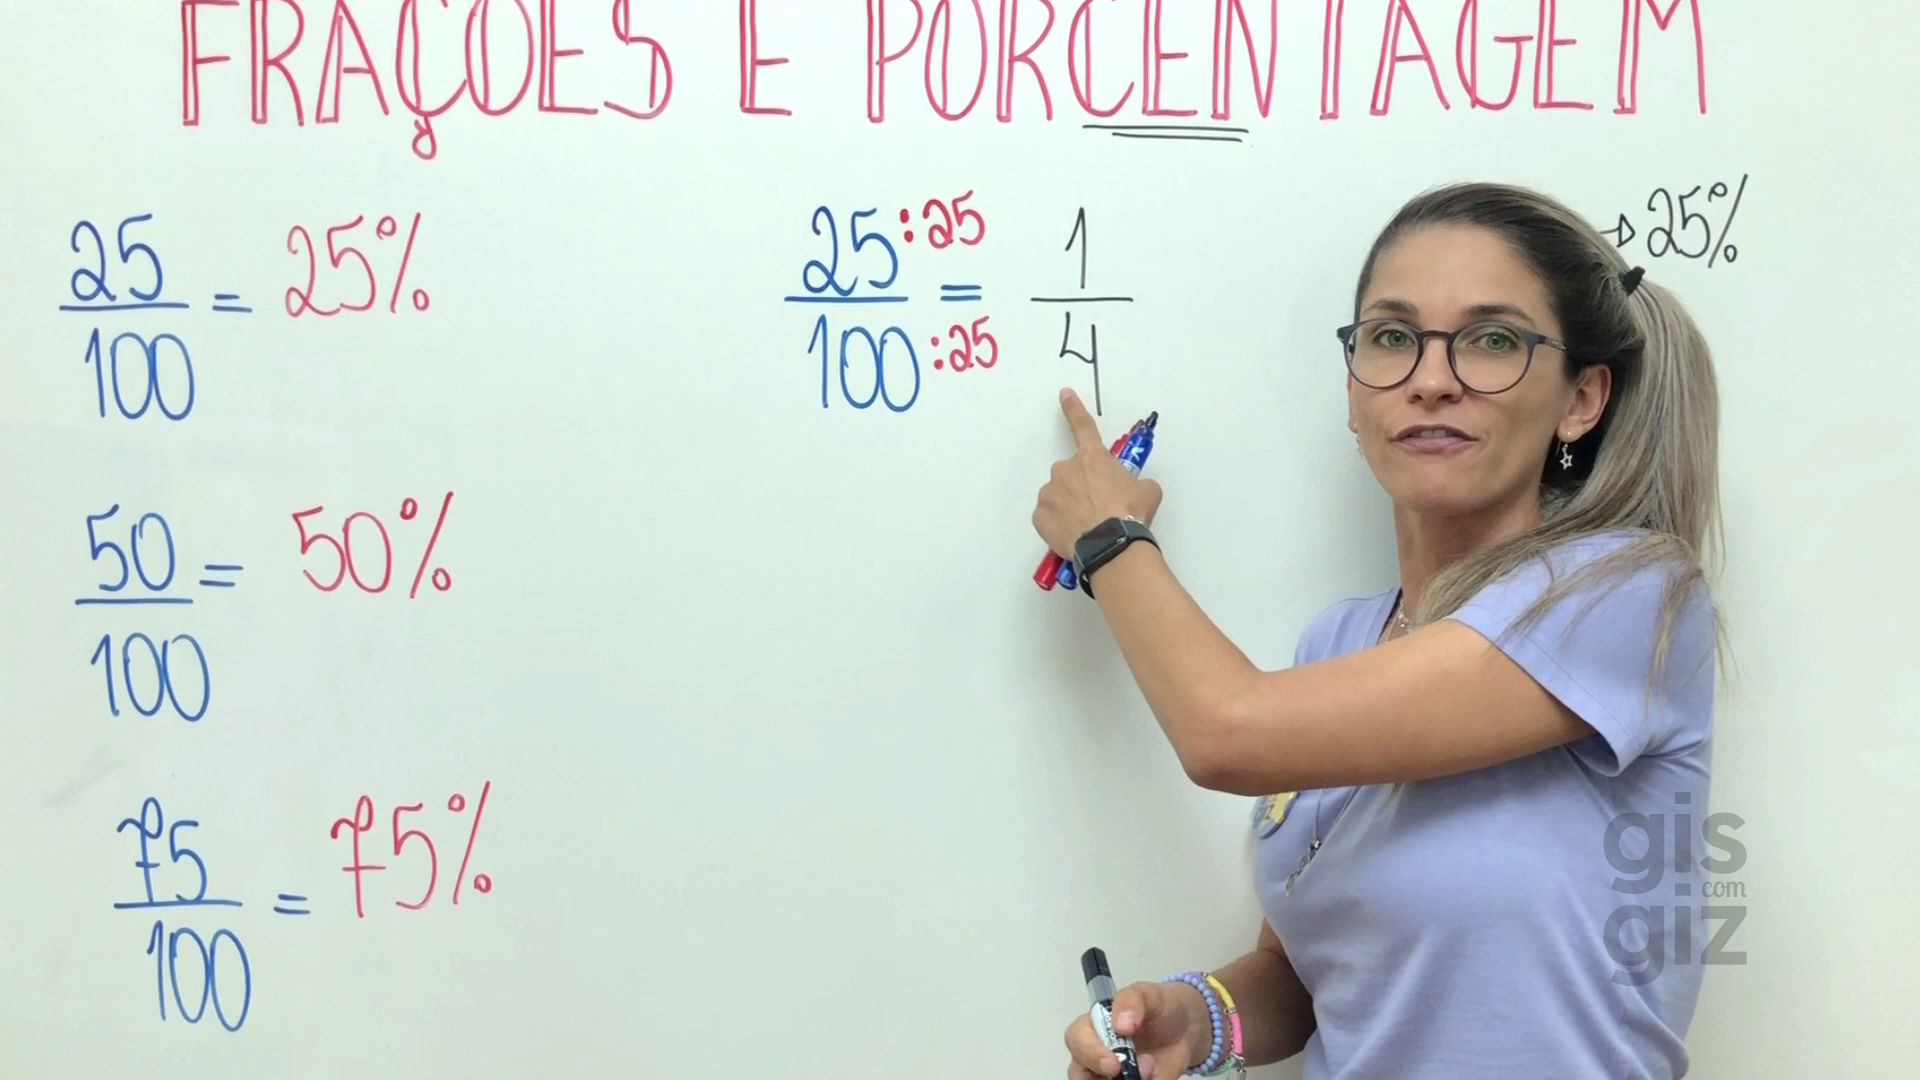 FRAÇÕES E PORCENTAGEM
25/100 = 25%
25:25/100:25 = 1/4
→ 25%
50/100 = 50%
75/100 = 75%
gis
com
giz